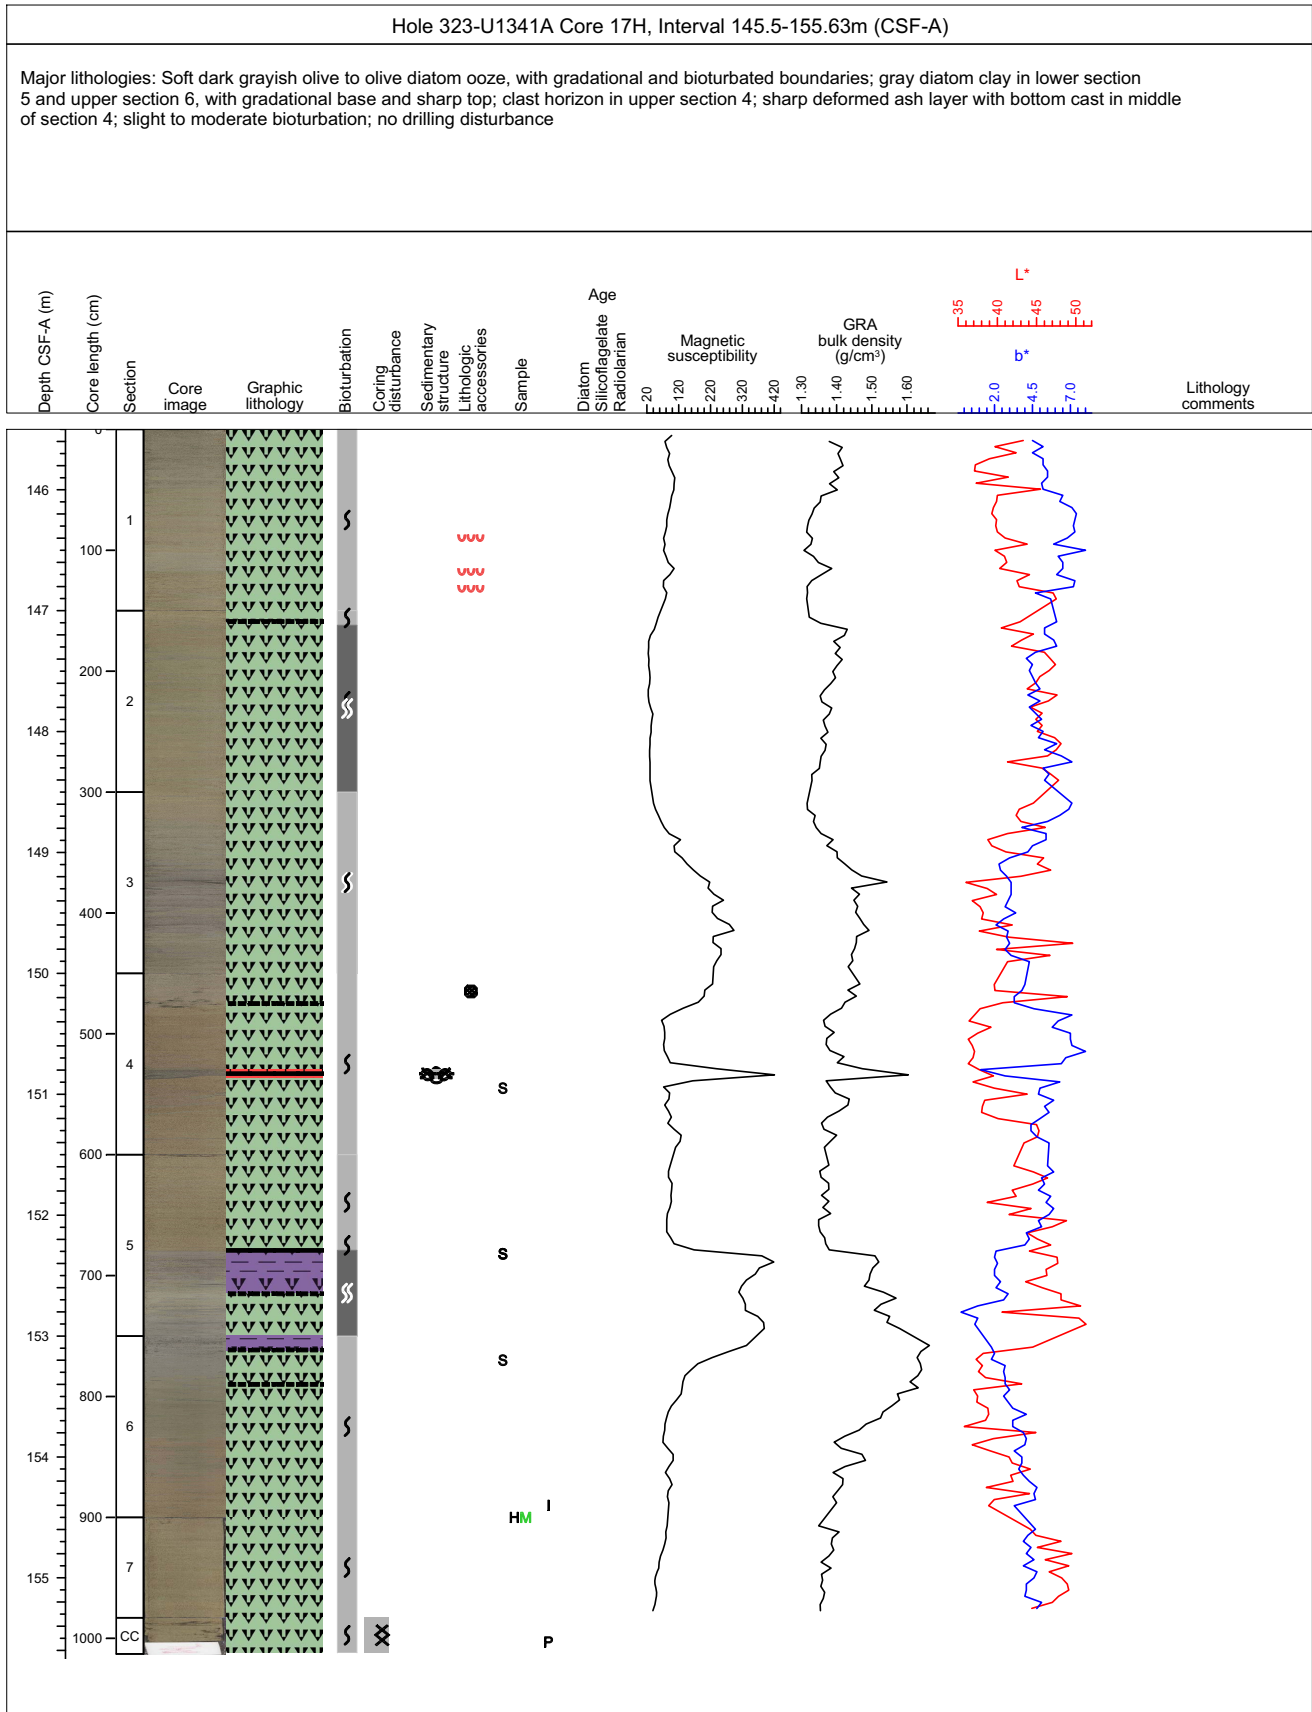 Hole 323-U1341A Core 17H, Interval 145.5-155.63m (CSF-A)
Major lithologies: Soft dark grayish olive to olive diatom ooze, with gradational and bioturbated boundaries; gray diatom clay in lower section
5 and upper section 6, with gradational base and sharp top; clast horizon in upper section 4; sharp deformed ash layer with bottom cast in middle
of section 4; slight to moderate bioturbation; no drilling disturbance
Depth CSF-A (m)
Core length (cm)
Section
Core
image
Graphic
lithology
Bioturbation
Coring
disturbance
Sedimentary
structure
Lithologic
accessories
Sample
Age
Diatom
Silicoflagelate
Radiolarian
Magnetic
susceptibility
20 120 220 320 420
GRA
bulk density
(g/cm³)
1.30 1.40 1.50 1.60
L*
35 40 45 50
b*
2.0 4.5 7.0
Lithology
comments
0
146
1
100
147
200
2
148
300
149
3
400
150
500
4
151
S
600
152
5
S
700
153
S
800
6
154
I
900
HM
7
155
1000
CC
P